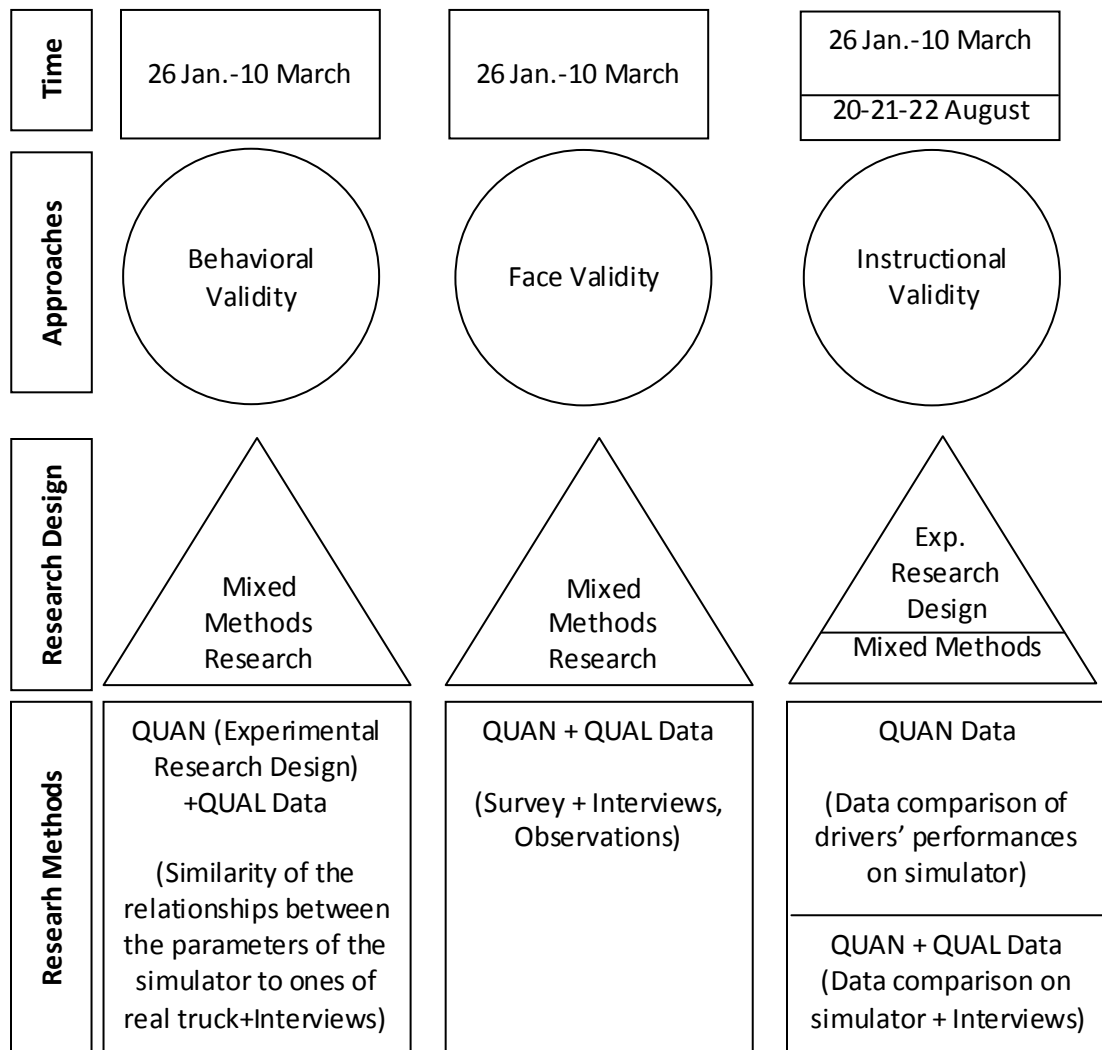 Time
26 Jan.-10 March
26 Jan.-10 March
26 Jan.-10 March
20-21-22 August
Approaches
Behavioral
Validity
Face Validity
Instructional
Validity
Research Design
Mixed
Methods
Research
Mixed
Methods
Research
Exp.
Research
Design
Mixed Methods
Researh Methods
QUAN (Experimental
Research Design)
+QUAL Data
(Similarity of the
relationships between
the parameters of the
simulator to ones of
real truck+Interviews)
QUAN + QUAL Data
(Survey + Interviews,
Observations)
QUAN Data
(Data comparison of
drivers’ performances
on simulator)
QUAN + QUAL Data
(Data comparison on
simulator + Interviews)